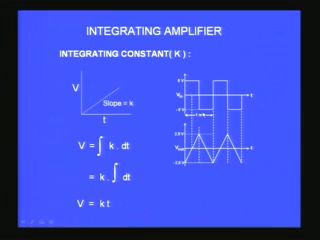 INTEGRATING AMPLIFIER
INTEGRATING CONSTANT( K ) :
V
Slope = k
t
V = ∫ k . dt
= k . ∫ dt
V = k t
t
t